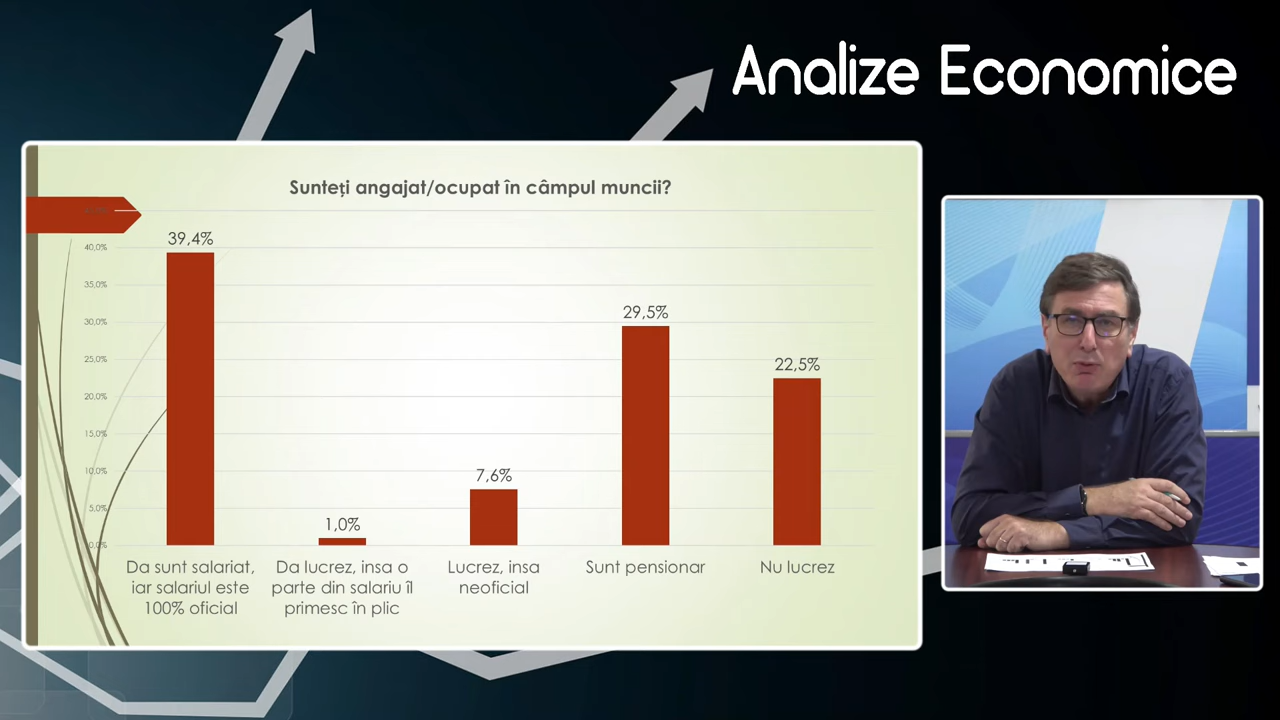 Analize Economice
Sunteți angajat/ocupat în câmpul muncii?
39,4%
40,0%
35,0%
29,5%
30,0%
25,0%
22,5%
20,0%
15,0%
10,0%
7,6%
5,0%
1,0%
0,0%
Da sunt salariat,
iar salariul este
100% oficial
Da lucrez, insa o
parte din salariu îl
primesc în plic
Lucrez, insa
neoficial
Sunt pensionar
Nu lucrez